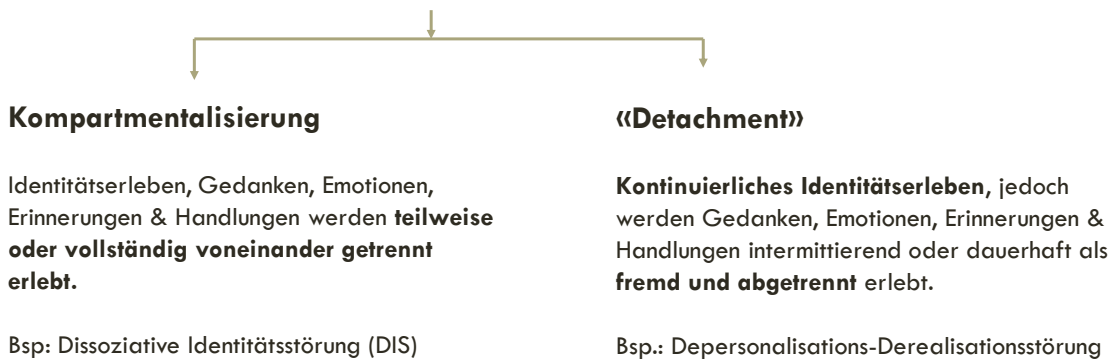 Kompartmentalisierung
Identitätserleben, Gedanken, Emotionen,
Erinnerungen & Handlungen werden teilweise
oder vollständig voneinander getrennt
erlebt.
Bsp: Dissoziative Identitätsstörung (DIS)
«Detachment»
Kontinuierliches Identitätserleben, jedoch
werden Gedanken, Emotionen, Erinnerungen &
Handlungen intermittierend oder dauerhaft als
fremd und abgetrennt erlebt.
Bsp.: Depersonalisations-Derealisationsstörung